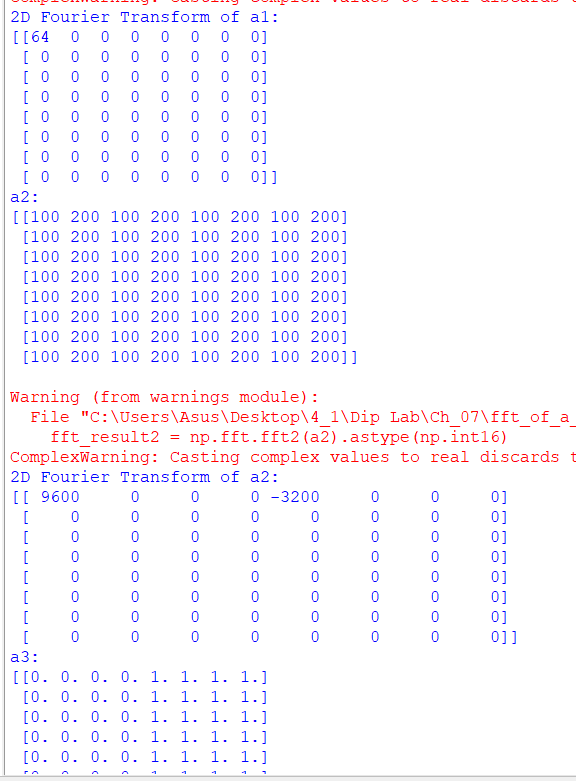 ComplexWarning: Casting complex values to real discards t
2D Fourier Transform of a1:
[[64  0  0  0  0  0  0  0]
 [ 0  0  0  0  0  0  0  0]
 [ 0  0  0  0  0  0  0  0]
 [ 0  0  0  0  0  0  0  0]
 [ 0  0  0  0  0  0  0  0]
 [ 0  0  0  0  0  0  0  0]
 [ 0  0  0  0  0  0  0  0]
 [ 0  0  0  0  0  0  0  0]]
a2:
[[100 200 100 200 100 200 100 200]
 [100 200 100 200 100 200 100 200]
 [100 200 100 200 100 200 100 200]
 [100 200 100 200 100 200 100 200]
 [100 200 100 200 100 200 100 200]
 [100 200 100 200 100 200 100 200]
 [100 200 100 200 100 200 100 200]
 [100 200 100 200 100 200 100 200]]
Warning (from warnings module):
  File "C:\Users\Asus\Desktop\4_1\Dip Lab\Ch_07\fft_of_a_
    fft_result2 = np.fft.fft2(a2).astype(np.int16)
ComplexWarning: Casting complex values to real discards t
2D Fourier Transform of a2:
[[ 9600     0     0     0 -3200     0     0     0]
 [    0     0     0     0     0     0     0     0]
 [    0     0     0     0     0     0     0     0]
 [    0     0     0     0     0     0     0     0]
 [    0     0     0     0     0     0     0     0]
 [    0     0     0     0     0     0     0     0]
 [    0     0     0     0     0     0     0     0]
 [    0     0     0     0     0     0     0     0]]
a3:
[[0. 0. 0. 0. 1. 1. 1. 1.]
 [0. 0. 0. 0. 1. 1. 1. 1.]
 [0. 0. 0. 0. 1. 1. 1. 1.]
 [0. 0. 0. 0. 1. 1. 1. 1.]
 [0. 0. 0. 0. 1. 1. 1. 1.]